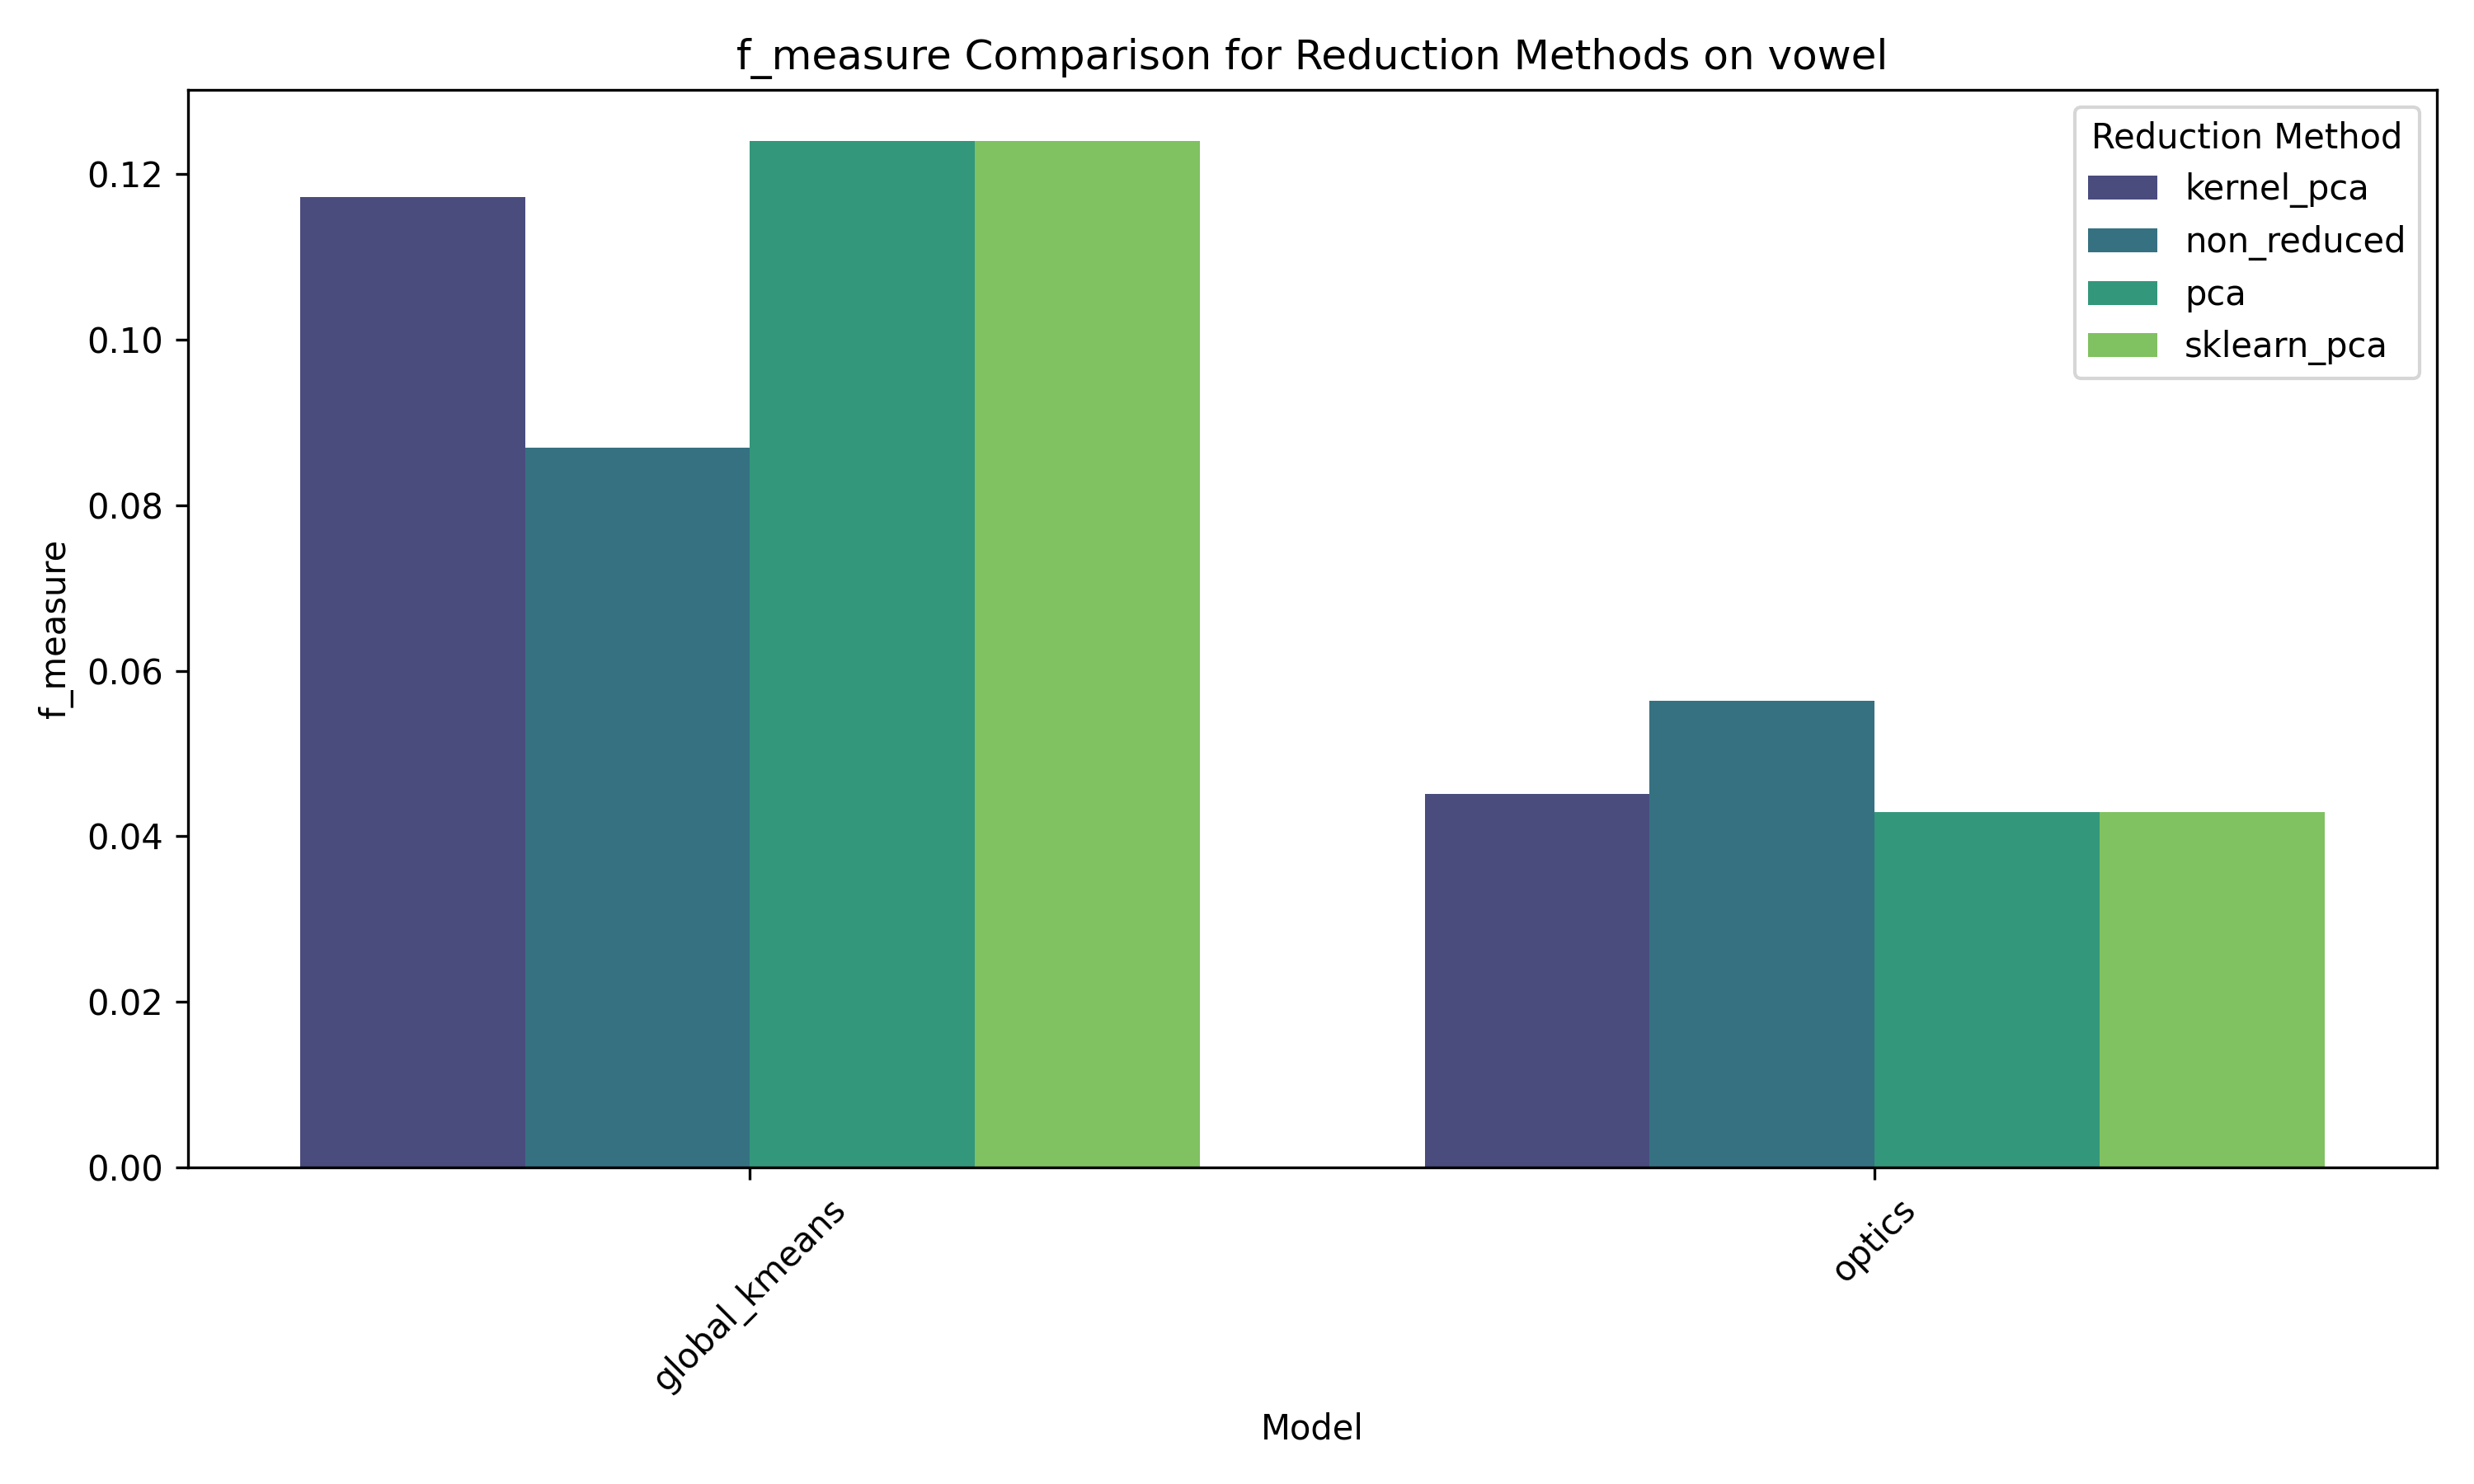 f_measure Comparison for Reduction Methods on vowel
Reduction Method
kernel_pca
non_reduced
pca
sklearn_pca
f_measure
0.12
0.10
0.08
0.06
0.04
0.02
0.00
global_kmeans
optics
Model